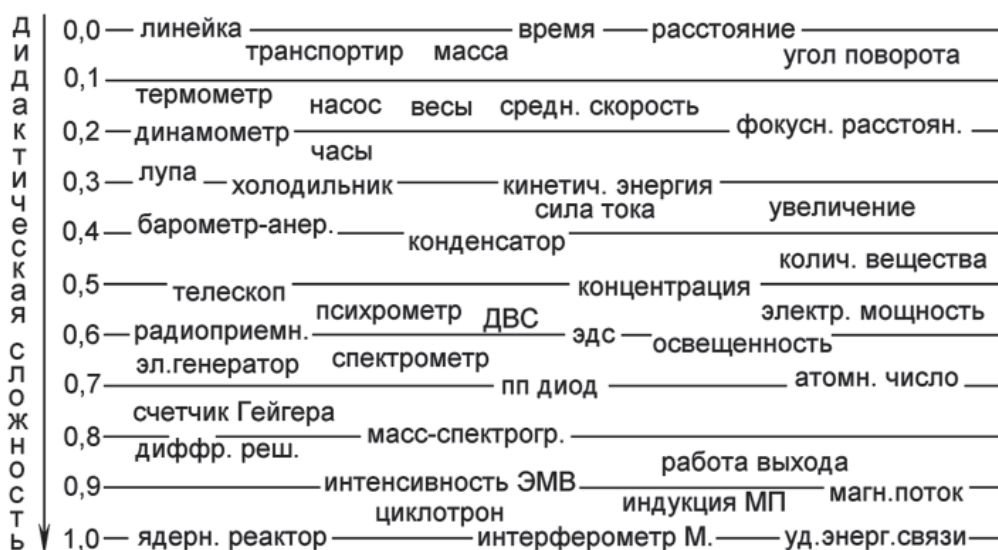 дидактическая сложность
0,0 линейка время расстояние
транспортир масса угол поворота
0,1
термометр насос весы средн. скорость
0,2 динамометр фокусн. расстоян.
часы
0,3 лупа холодильник кинетич. энергия
сила тока увеличение
0,4 барометр-анер. конденсатор
колич. вещества
0,5 телескоп концентрация
психрометр ДВС электр. мощность
0,6 радиоприемн. эдс освещенность
эл.генератор спектрометр
0,7 пп диод атомн. число
счетчик Гейгера
0,8 масс-спектрогр.
диффр. реш. работа выхода
0,9 интенсивность ЭМВ магн.поток
циклотрон индукция МП
1,0 ядерн. реактор интерферометр М. уд.энерг.связи